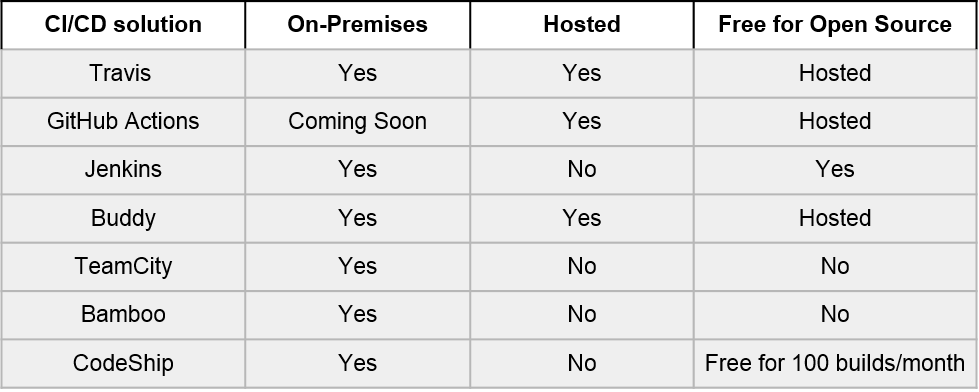 CI/CD solution On-Premises Hosted Free for Open Source
Travis Yes Yes Hosted
GitHub Actions Coming Soon Yes Hosted
Jenkins Yes No Yes
Buddy Yes Yes Hosted
TeamCity Yes No No
Bamboo Yes No No
CodeShip Yes No Free for 100 builds/month